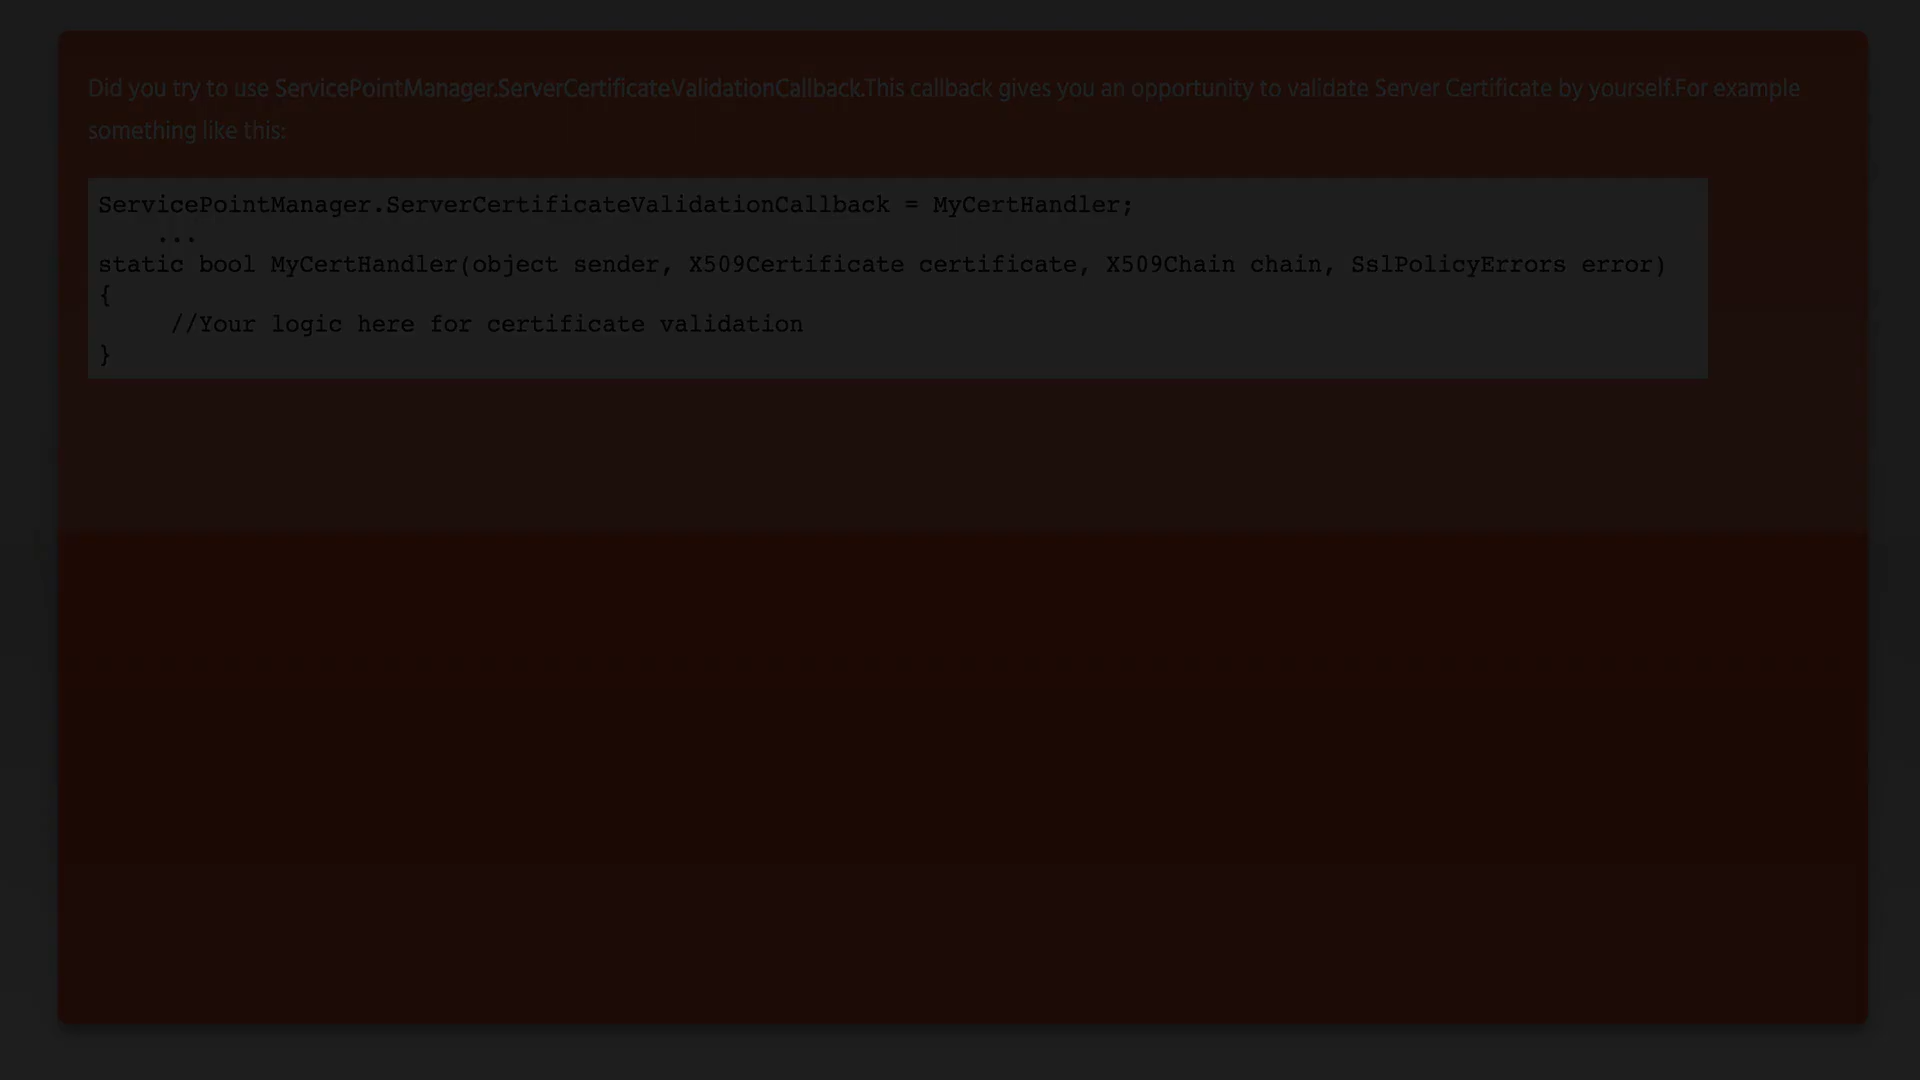 Did you try to use ServicePointManager.ServerCertificateValidationCallback.This callback gives you an opportunity to validate Server Certificate by yourself.For example
something like this:
ServicePointManager.ServerCertificateValidationCallback = MyCertHandler;
...
static bool MyCertHandler(object sender, X509Certificate certificate, X509Chain chain, SslPolicyErrors error)
{
//Your logic here for certificate validation
}